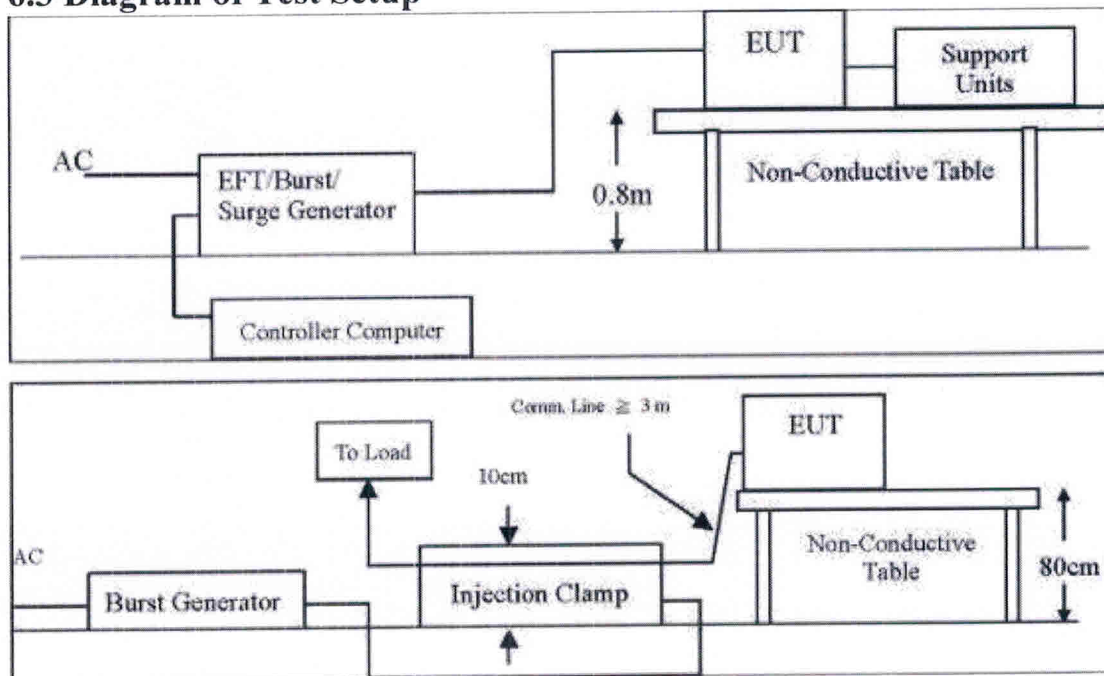 6.3 Diagram of Test Setup
EUT
Support
Units
AC
EFT/Burst/
Surge Generator
0.8m
Non-Conductive Table
Controller Computer
Comm. Line ≧ 3 m
EUT
To Load
10cm
AC
Burst Generator
Injection Clamp
Non-Conductive
Table
80cm